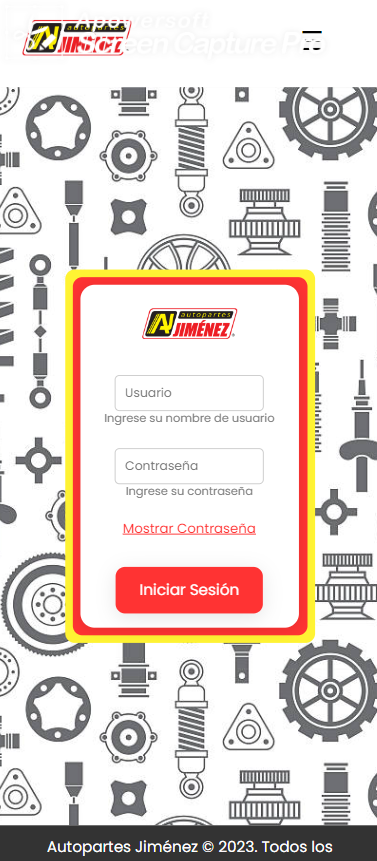 Apowersoft
Screen Capture Pro
autopartes
JIMÉNEZ
Usuario
Ingrese su nombre de usuario
Contraseña
Ingrese su contraseña
Mostrar Contraseña
Iniciar Sesión
Autopartes Jiménez © 2023. Todos los